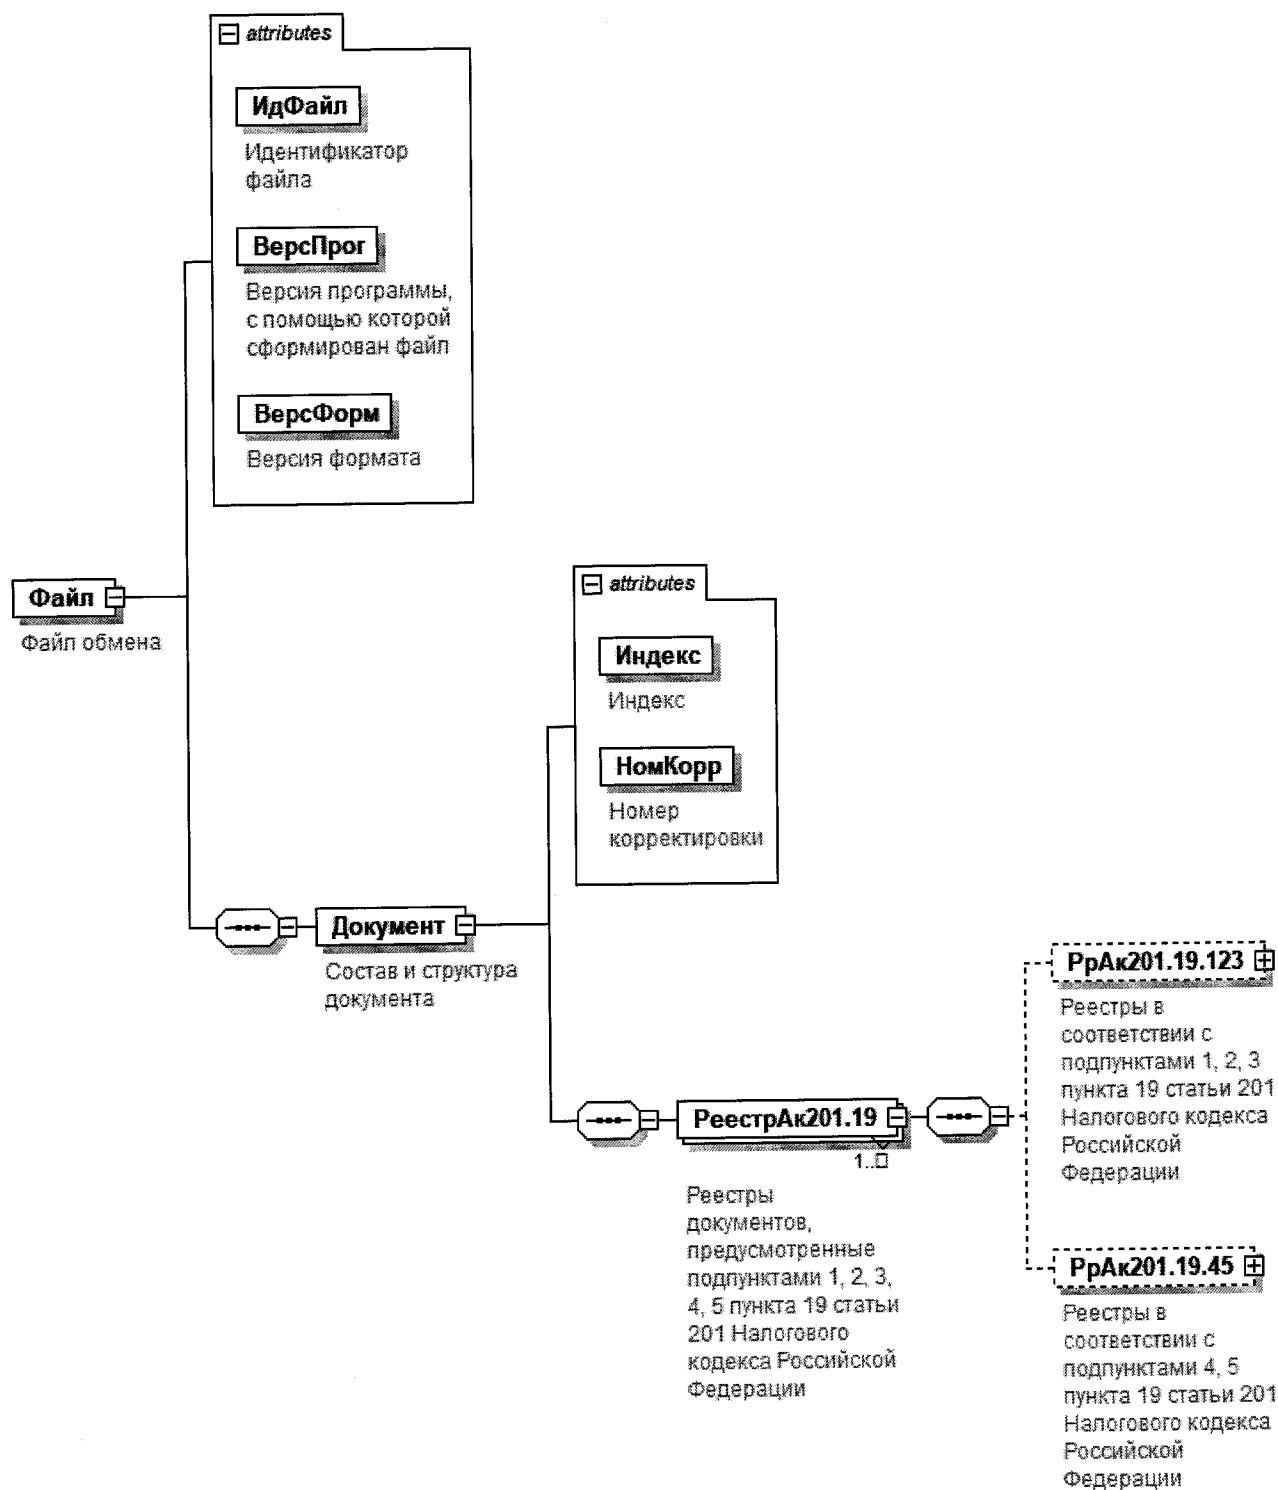 attributes
ИдФайл
Идентификатор
файла
ВерсПрог
Версия программы,
с помощью которой
сформирован файл
ВерсФорм
Версия формата
Файл
Файл обмена
attributes
Индекс
Индекс
НомКорр
Номер
корректировки
Документ
Состав и структура
документа
РеестрАк201.19
1..□
Реестры
документов,
предусмотренные
подпунктами 1, 2, 3,
4, 5 пункта 19 статьи
201 Налогового
кодекса Российской
Федерации
РрАк201.19.123
Реестры в
соответствии с
подпунктами 1, 2, 3
пункта 19 статьи 201
Налогового кодекса
Российской
Федерации
РрАк201.19.45
Реестры в
соответствии с
подпунктами 4, 5
пункта 19 статьи 201
Налогового кодекса
Российской
Федерации